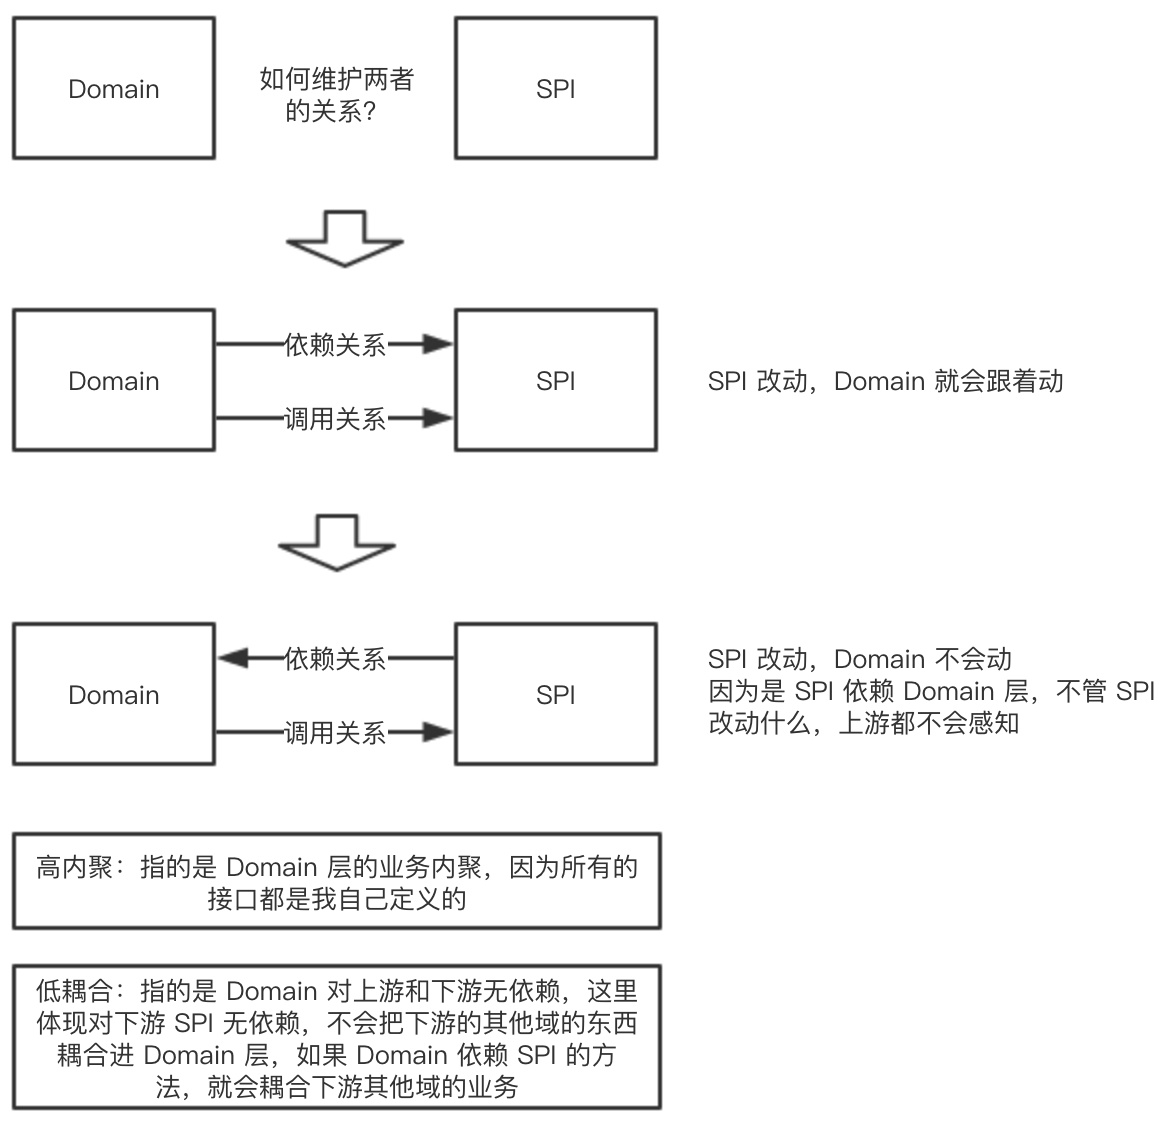 Domain
如何维护两者
的关系？
SPI
Domain
依赖关系
调用关系
SPI
SPI 改动，Domain 就会跟着动
Domain
依赖关系
调用关系
SPI
SPI 改动，Domain 不会动
因为是 SPI 依赖 Domain 层，不管 SPI
改动什么，上游都不会感知
高内聚：指的是 Domain 层的业务内聚，因为所有的
接口都是我自己定义的
低耦合：指的是 Domain 对上游和下游无依赖，这里
体现对下游 SPI 无依赖，不会把下游的其他域的东西
耦合进 Domain 层，如果 Domain 依赖 SPI 的方
法，就会耦合下游其他域的业务